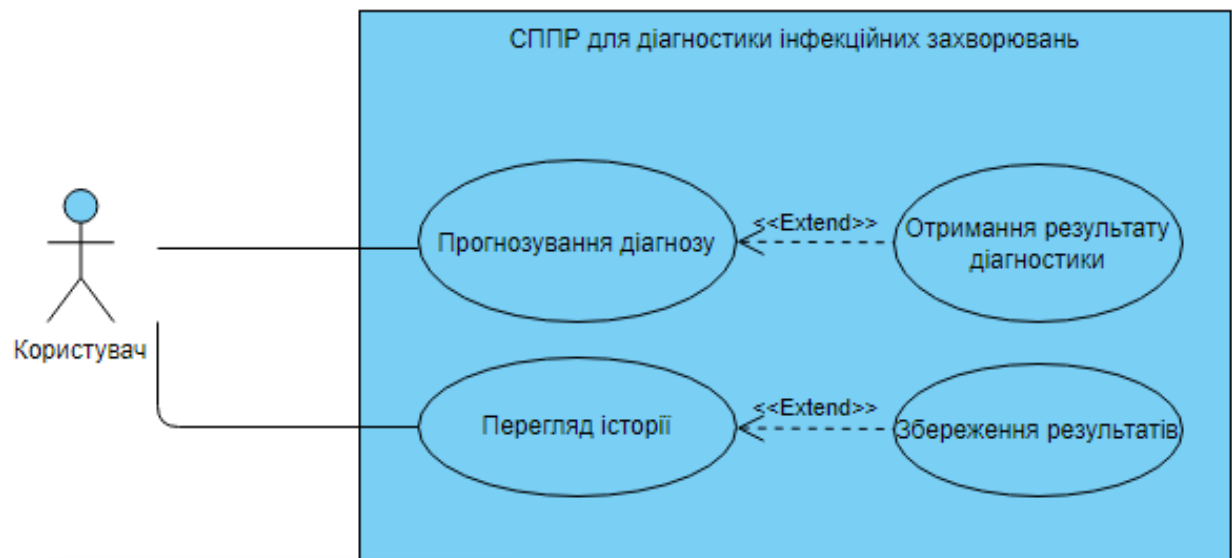 СППР для діагностики інфекційних захворювань
Прогнозування діагнозу
<<Extend>>
Отримання результату
діагностики
Користувач
Перегляд історії
<<Extend>>
Збереження результатів